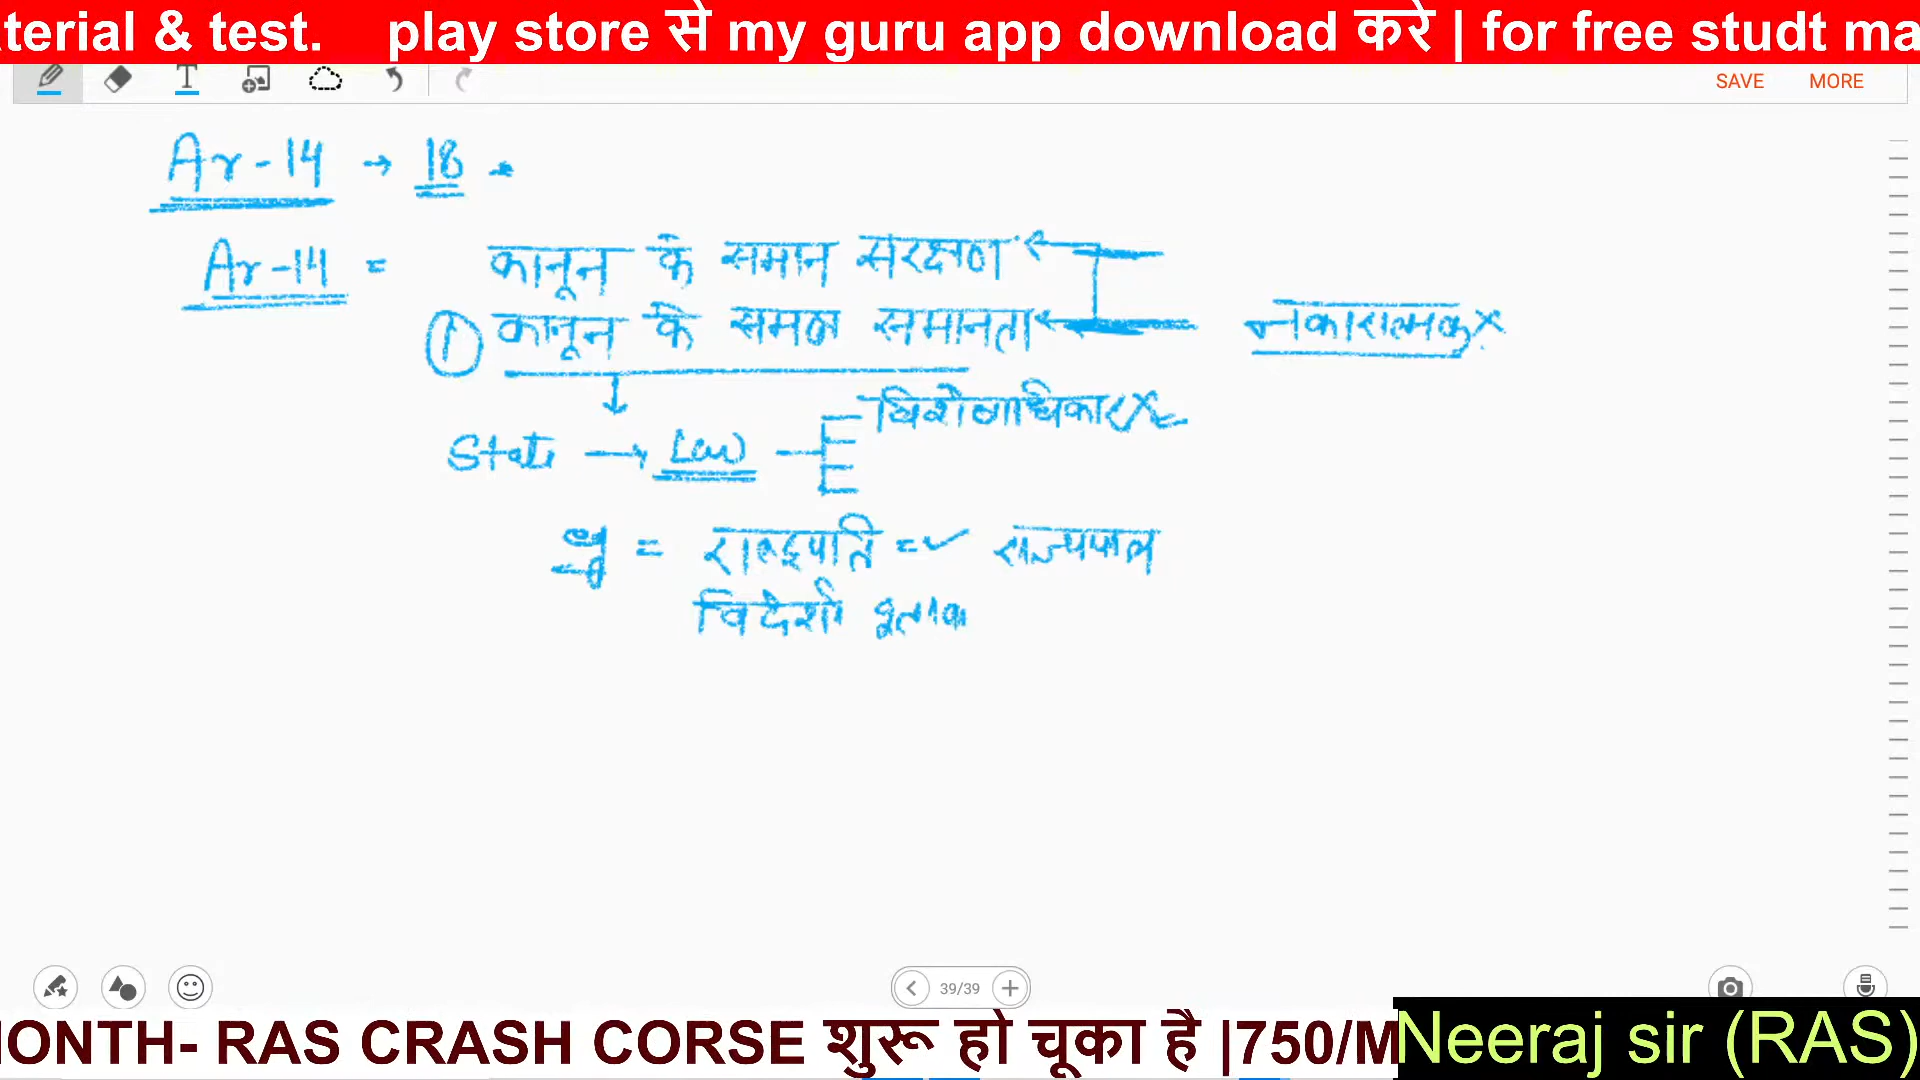 terial & test. play store से my guru app download करे | for free studt ma
SAVE MORE
Ar-14 → 18
Ar-14 = कानून के समान संरक्षण
① कानून के समक्ष समानता
नकारात्मक x
विशेषाधिकार x
State → Law
= राष्ट्रपति = ✓ राज्यपाल
विदेशी
39/39
MONTH- RAS CRASH CORSE शुरू हो चूका है |750/M
Neeraj sir (RAS)